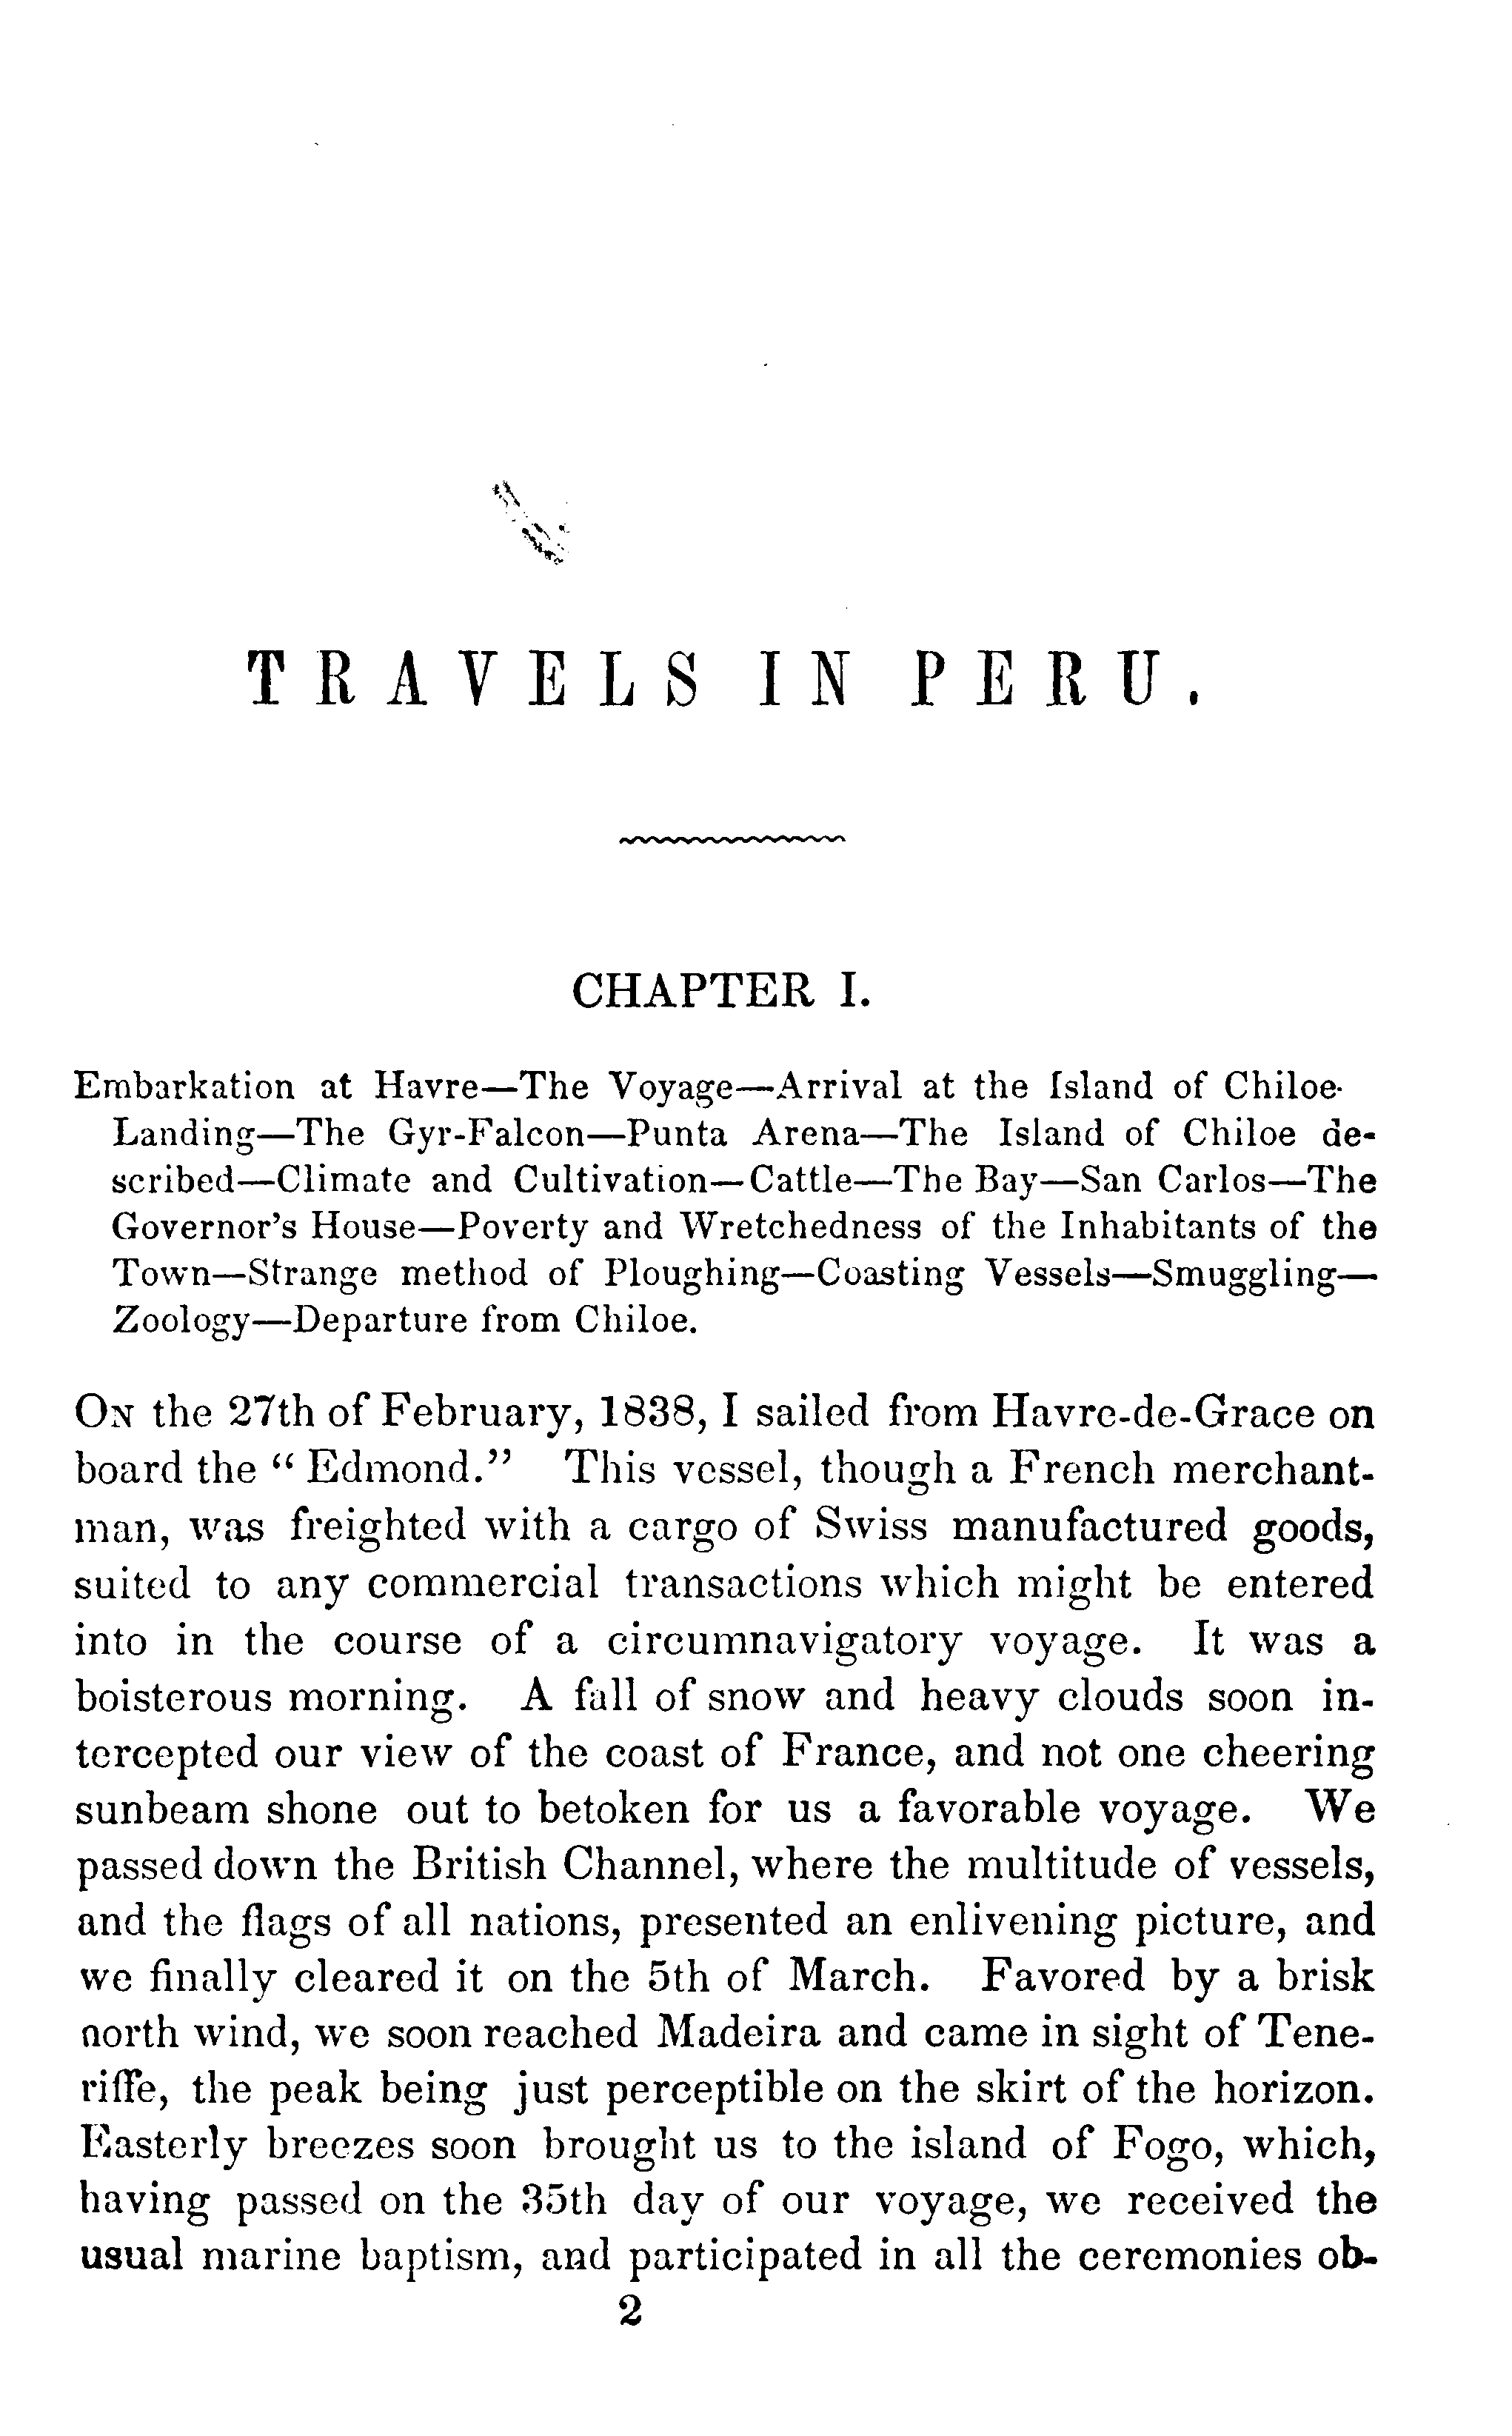 TRAVELS IN PERU.
CHAPTER I.
Embarkation at Havre—The Voyage—Arrival at the Island of Chiloe-
Landing—The Gyr-Falcon—Punta Arena—The Island of Chiloe de-
scribed—Climate and Cultivation—Cattle—The Bay—San Carlos—The
Governor's House—Poverty and Wretchedness of the Inhabitants of the
Town—Strange method of Ploughing—Coasting Vessels—Smuggling—
Zoology—Departure from Chiloe.
ON the 27th of February, 1838, I sailed from Havre-de-Grace on
board the “ Edmond.” This vessel, though a French merchant-
man, was freighted with a cargo of Swiss manufactured goods,
suited to any commercial transactions which might be entered
into in the course of a circumnavigatory voyage. It was a
boisterous morning. A fall of snow and heavy clouds soon in-
tercepted our view of the coast of France, and not one cheering
sunbeam shone out to betoken for us a favorable voyage. We
passed down the British Channel, where the multitude of vessels,
and the flags of all nations, presented an enlivening picture, and
we finally cleared it on the 5th of March. Favored by a brisk
north wind, we soon reached Madeira and came in sight of Tene-
riffe, the peak being just perceptible on the skirt of the horizon.
Easterly breezes soon brought us to the island of Fogo, which,
having passed on the 35th day of our voyage, we received the
usual marine baptism, and participated in all the ceremonies ob-
2